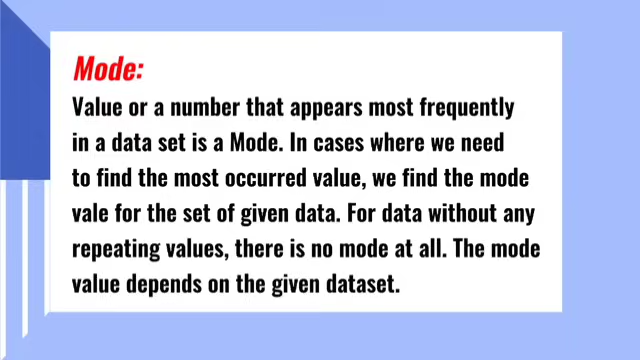 Mode:
Value or a number that appears most frequently
in a data set is a Mode. In cases where we need
to find the most occurred value, we find the mode
vale for the set of given data. For data without any
repeating values, there is no mode at all. The mode
value depends on the given dataset.